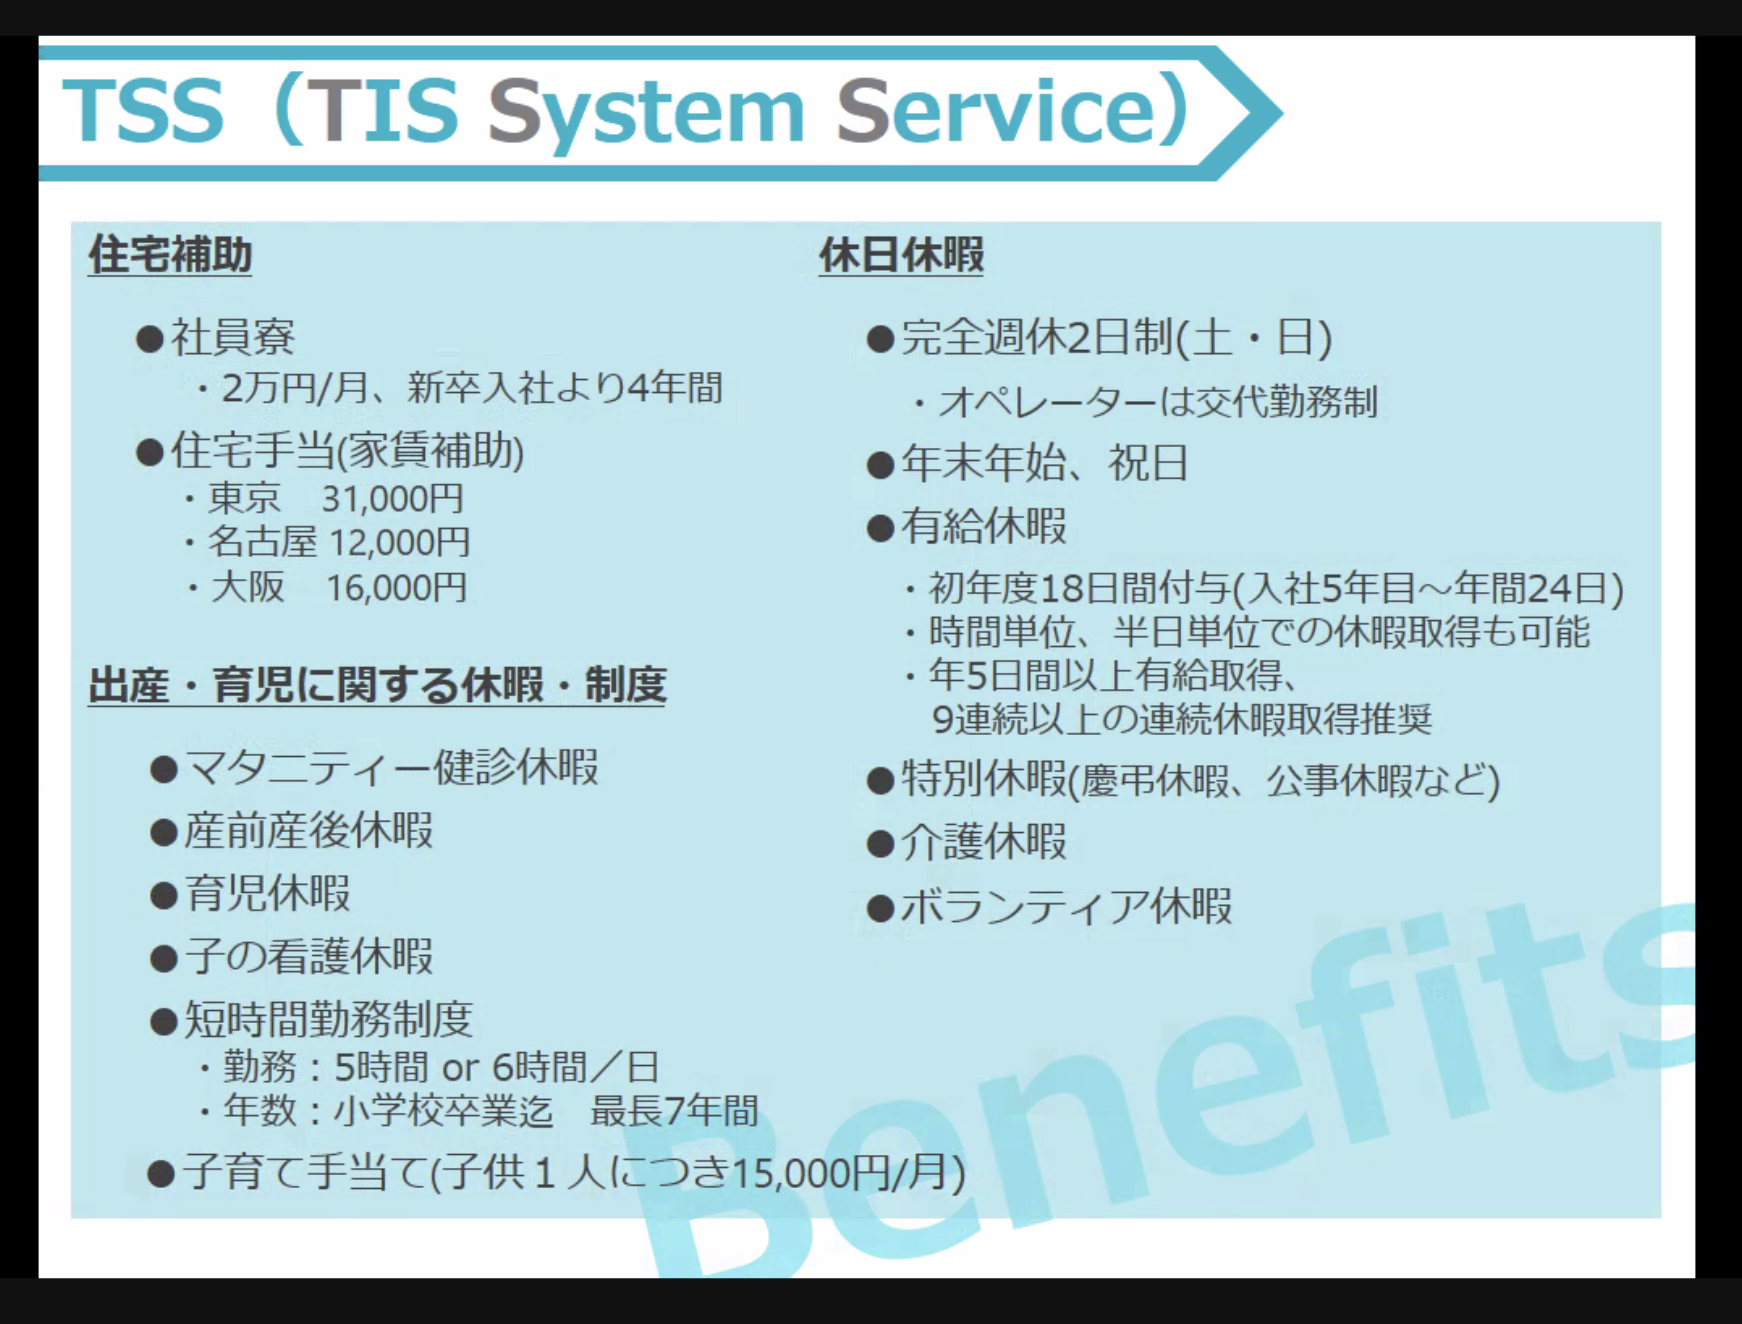 TSS（TIS System Service）
住宅補助
●社員寮
・2万円/月、新卒入社より4年間
●住宅手当(家賃補助)
・東京　31,000円
・名古屋 12,000円
・大阪　16,000円
出産・育児に関する休暇・制度
●マタニティー健診休暇
●産前産後休暇
●育児休暇
●子の看護休暇
●短時間勤務制度
・勤務：5時間 or 6時間／日
・年数：小学校卒業迄　最長7年間
●子育て手当て(子供１人につき15,000円/月)
休日休暇
●完全週休2日制(土・日)
・オペレーターは交代勤務制
●年末年始、祝日
●有給休暇
・初年度18日間付与(入社5年目～年間24日)
・時間単位、半日単位での休暇取得も可能
・年5日間以上有給取得、
9連続以上の連続休暇取得推奨
●特別休暇(慶弔休暇、公事休暇など)
●介護休暇
●ボランティア休暇
Benefits